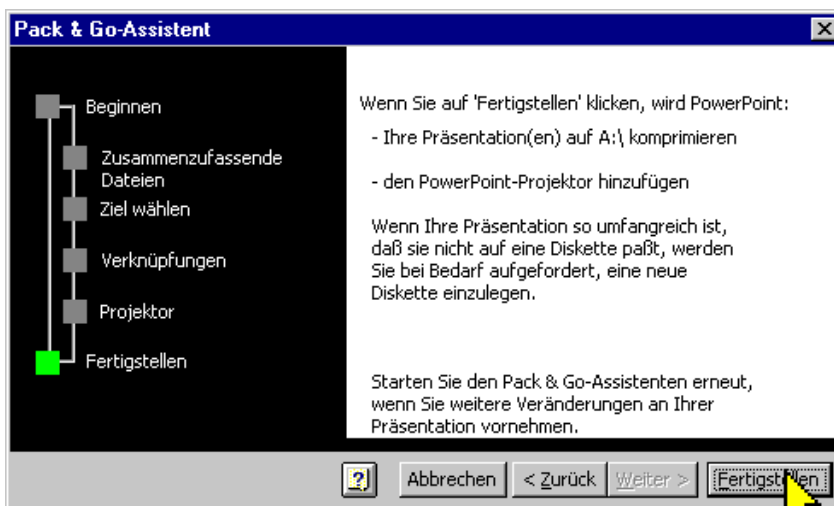 Pack & Go-Assistent
Beginnen
Zusammenzufassende
Dateien
Ziel wählen
Verknüpfungen
Projektor
Fertigstellen
Wenn Sie auf 'Fertigstellen' klicken, wird PowerPoint:
- Ihre Präsentation(en) auf A:\ komprimieren
- den PowerPoint-Projektor hinzufügen
Wenn Ihre Präsentation so umfangreich ist,
daß sie nicht auf eine Diskette paßt, werden
Sie bei Bedarf aufgefordert, eine neue
Diskette einzulegen.
Starten Sie den Pack & Go-Assistenten erneut,
wenn Sie weitere Veränderungen an Ihrer
Präsentation vornehmen.
? Abbrechen < Zurück Weiter > Fertigstellen